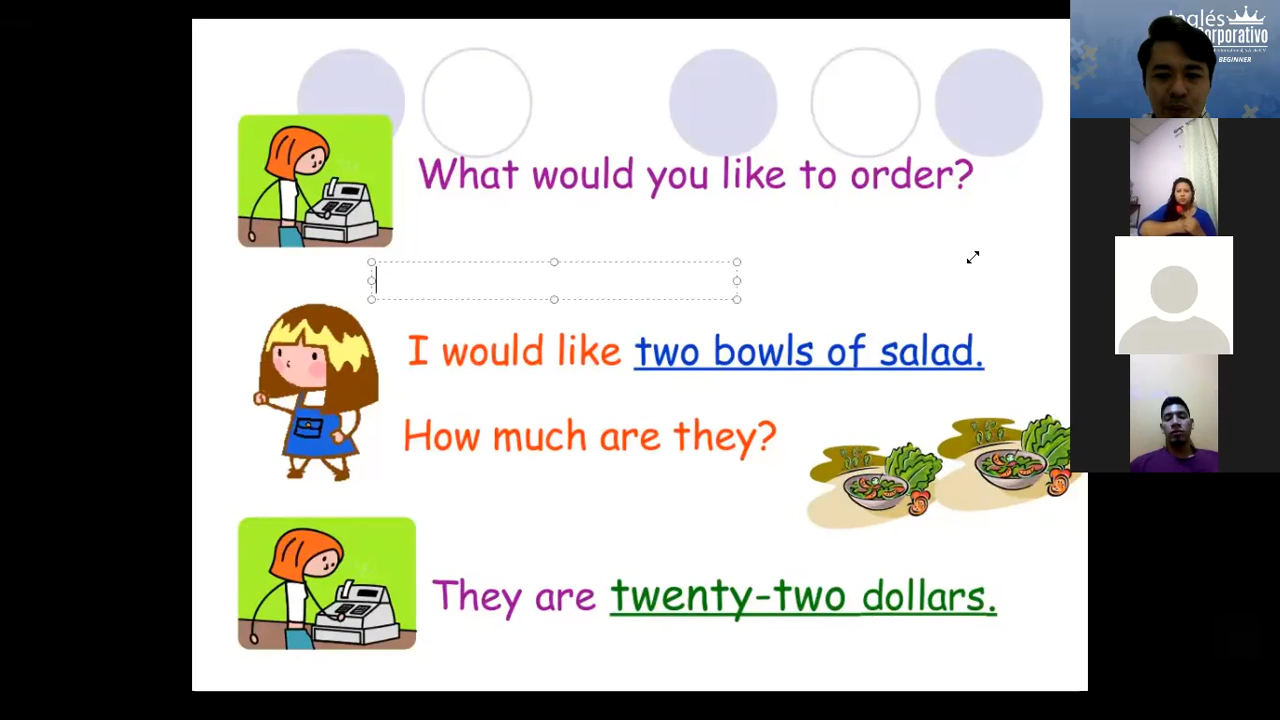 Inglés
Corporativo
BEGINNER
What would you like to order?
I would like two bowls of salad.
How much are they?
They are twenty-two dollars.